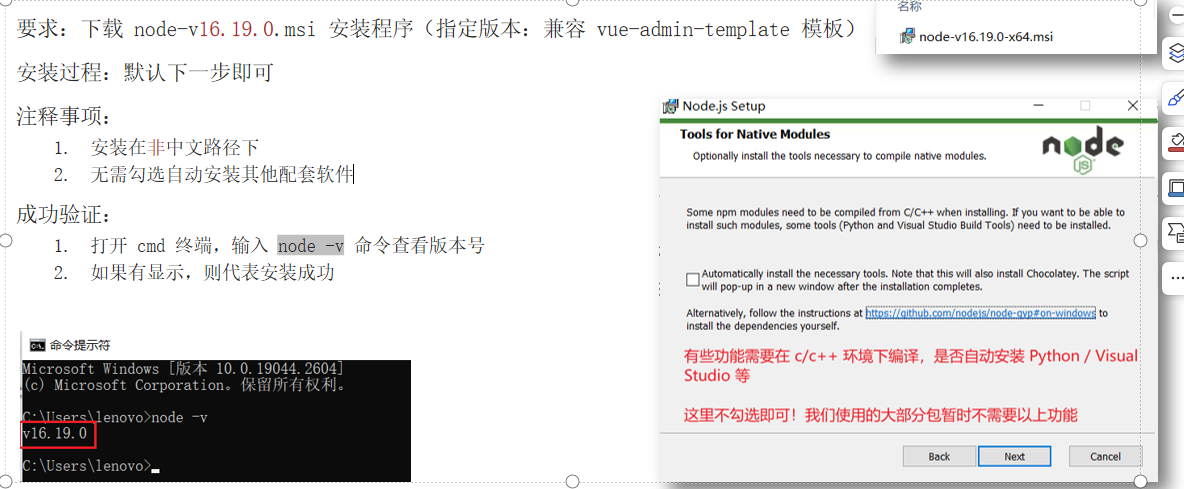 要求：下载 node-v16.19.0.msi 安装程序（指定版本：兼容 vue-admin-template 模板）
安装过程：默认下一步即可
注释事项：
1. 安装在非中文路径下
2. 无需勾选自动安装其他配套软件
成功验证：
1. 打开 cmd 终端，输入 node -v 命令查看版本号
2. 如果有显示，则代表安装成功
命令提示符
Microsoft Windows [版本 10.0.19044.2604]
(c) Microsoft Corporation。保留所有权利。
C:\Users\lenovo>node -v
v16.19.0
C:\Users\lenovo>
名称
node-v16.19.0-x64.msi
Node.js Setup
Tools for Native Modules
Optionally install the tools necessary to compile native modules.
node
JS
Some npm modules need to be compiled from C/C++ when installing. If you want to be able to
install such modules, some tools (Python and Visual Studio Build Tools) need to be installed.
Automatically install the necessary tools. Note that this will also install Chocolatey. The script
will pop-up in a new window after the installation completes.
Alternatively, follow the instructions at https://github.com/nodejs/node-gyp#on-windows to
install the dependencies yourself.
有些功能需要在 c/c++ 环境下编译，是否自动安装 Python / Visual
Studio 等
这里不勾选即可！我们使用的大部分包暂时不需要以上功能
Back
Next
Cancel